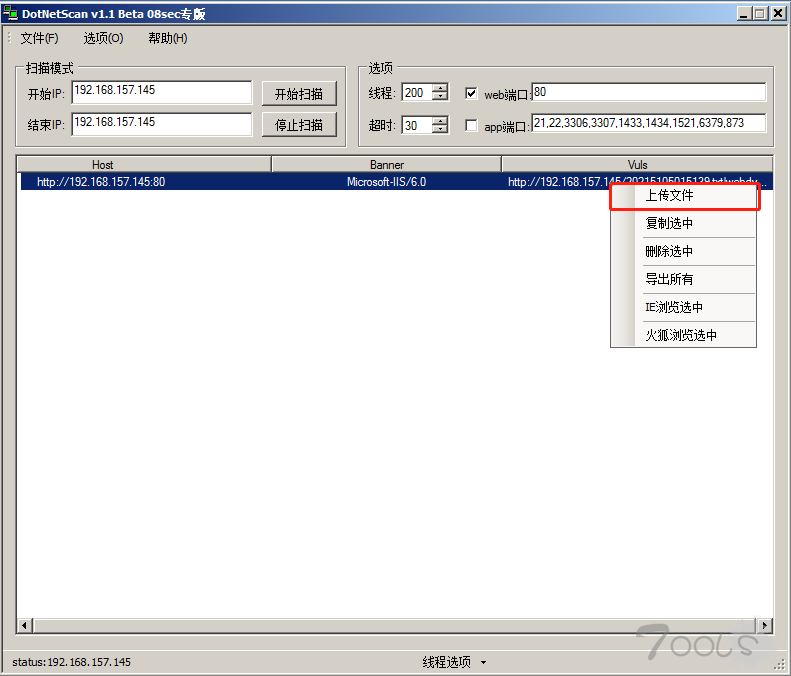 DotNetScan v1.1 Beta 08sec专版
文件(F) 选项(O) 帮助(H)
扫描模式
开始IP: 192.168.157.145 开始扫描
结束IP: 192.168.157.145 停止扫描
选项
线程: 200 web端口: 80
超时: 30 app端口: 21,22,3306,3307,1433,1434,1521,6379,873
Host Banner Vuls
http://192.168.157.145:80 Microsoft-IIS/6.0 http://192.168.157.145/20215105015139.txt/webdv...
上传文件
复制选中
删除选中
导出所有
IE浏览选中
火狐浏览选中
status:192.168.157.145 线程选项
7ools